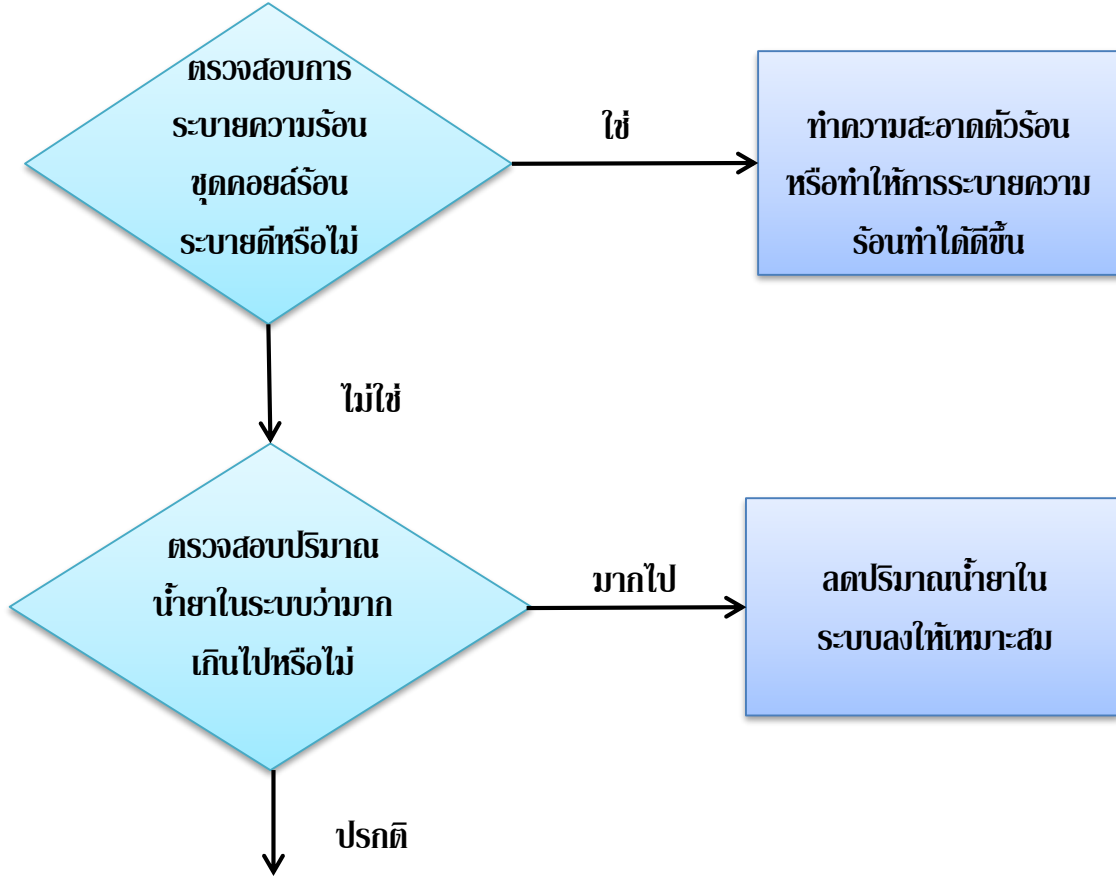 ตรวจสอบการ
ระบายความร้อน
ชุดคอยล์ร้อน
ระบายดีหรือไม่
ใช่
ทำความสะอาดตัวร้อน
หรือทำให้การระบายความ
ร้อนทำได้ดีขึ้น
ไม่ใช่
ตรวจสอบปริมาณ
น้ำยาในระบบว่ามาก
เกินไปหรือไม่
มากไป
ลดปริมาณน้ำยาใน
ระบบลงให้เหมาะสม
ปรกติ